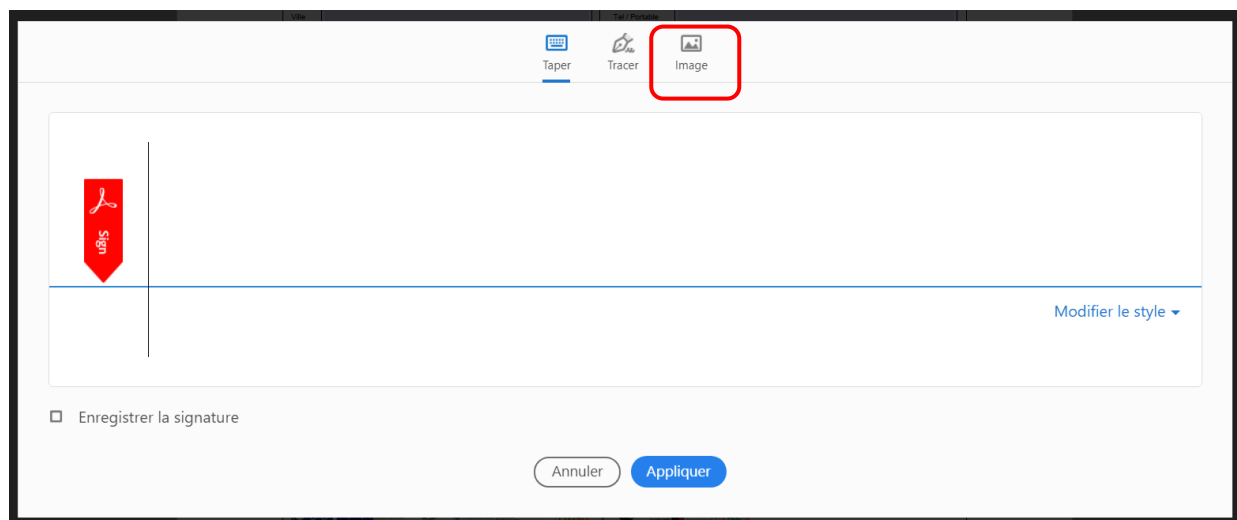 Ville Tel / Portable
Taper Tracer Image
Sign
Modifier le style
Enregistrer la signature
Annuler Appliquer